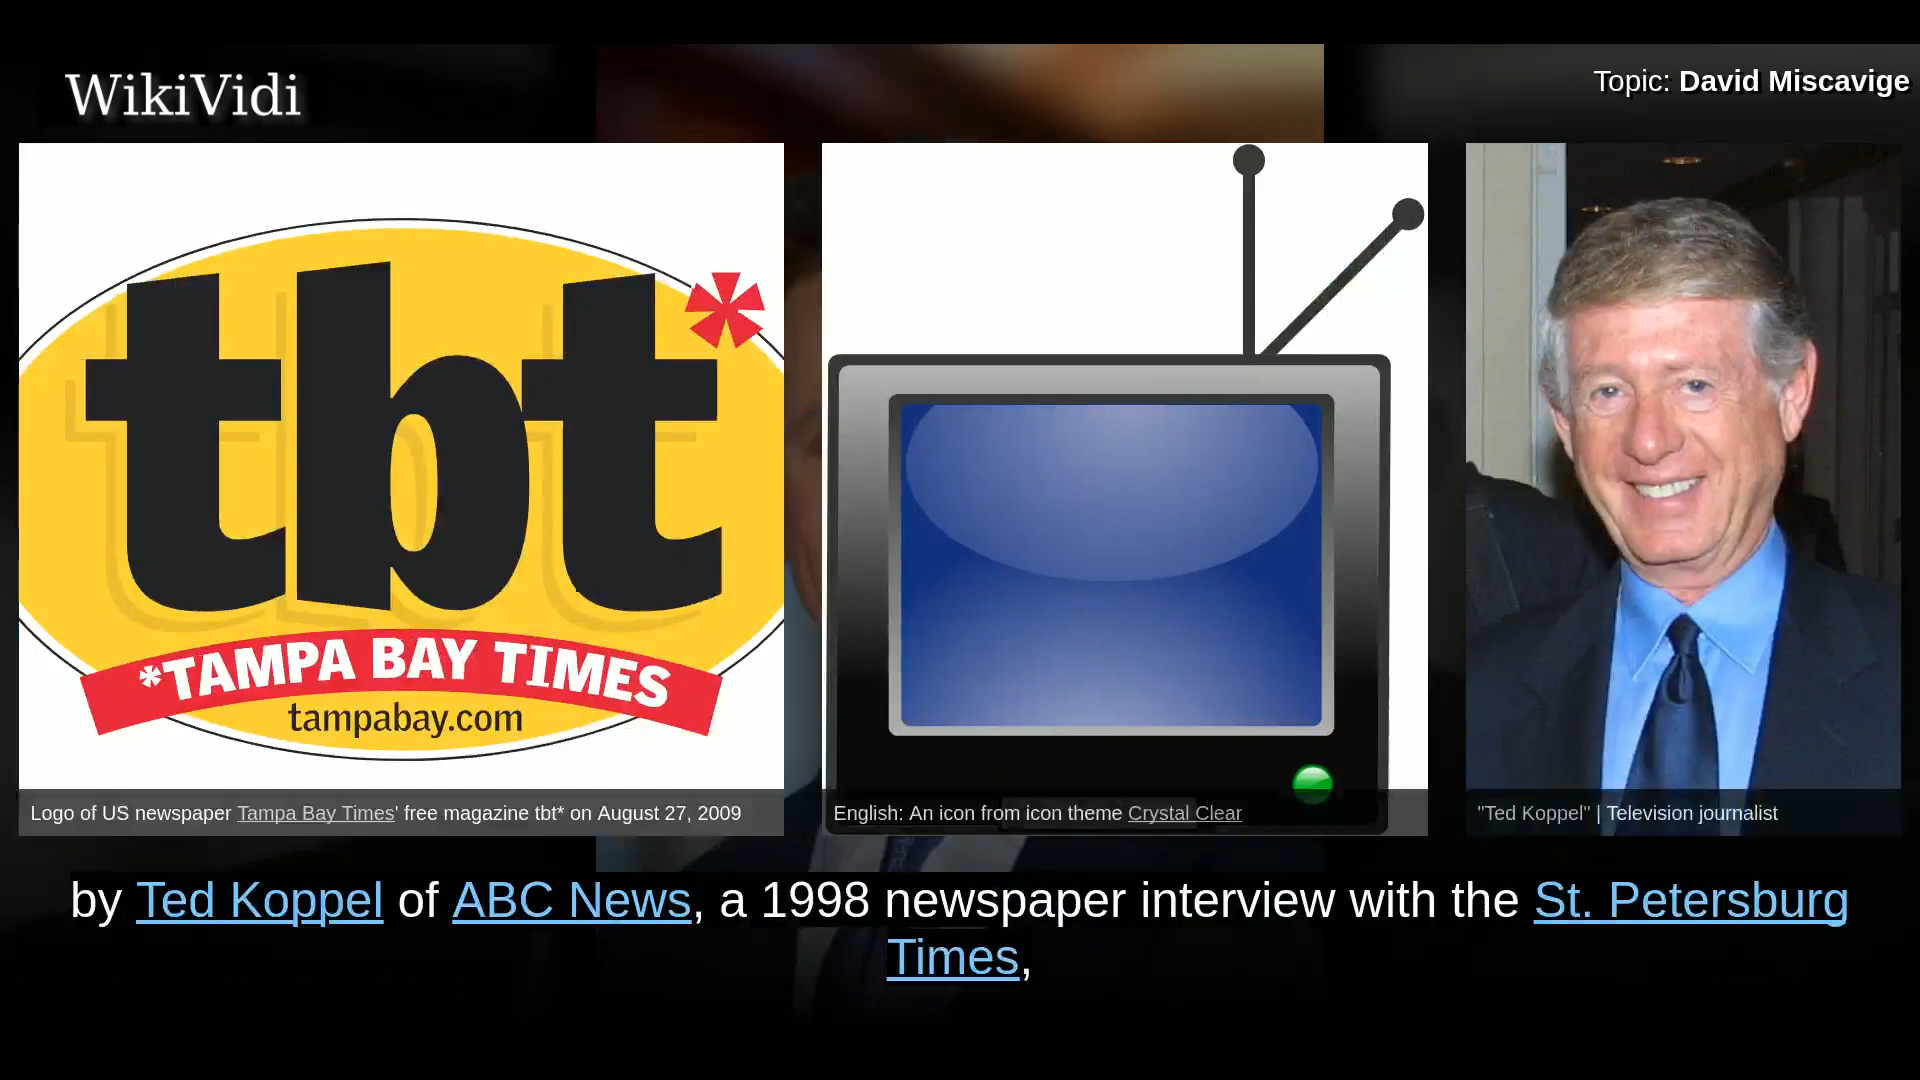 WikiVidi
Topic: David Miscavige
tbt*
*TAMPA BAY TIMES
tampabay.com
Logo of US newspaper Tampa Bay Times' free magazine tbt* on August 27, 2009
English: An icon from icon theme Crystal Clear
"Ted Koppel" | Television journalist
by Ted Koppel of ABC News, a 1998 newspaper interview with the St. Petersburg
Times,